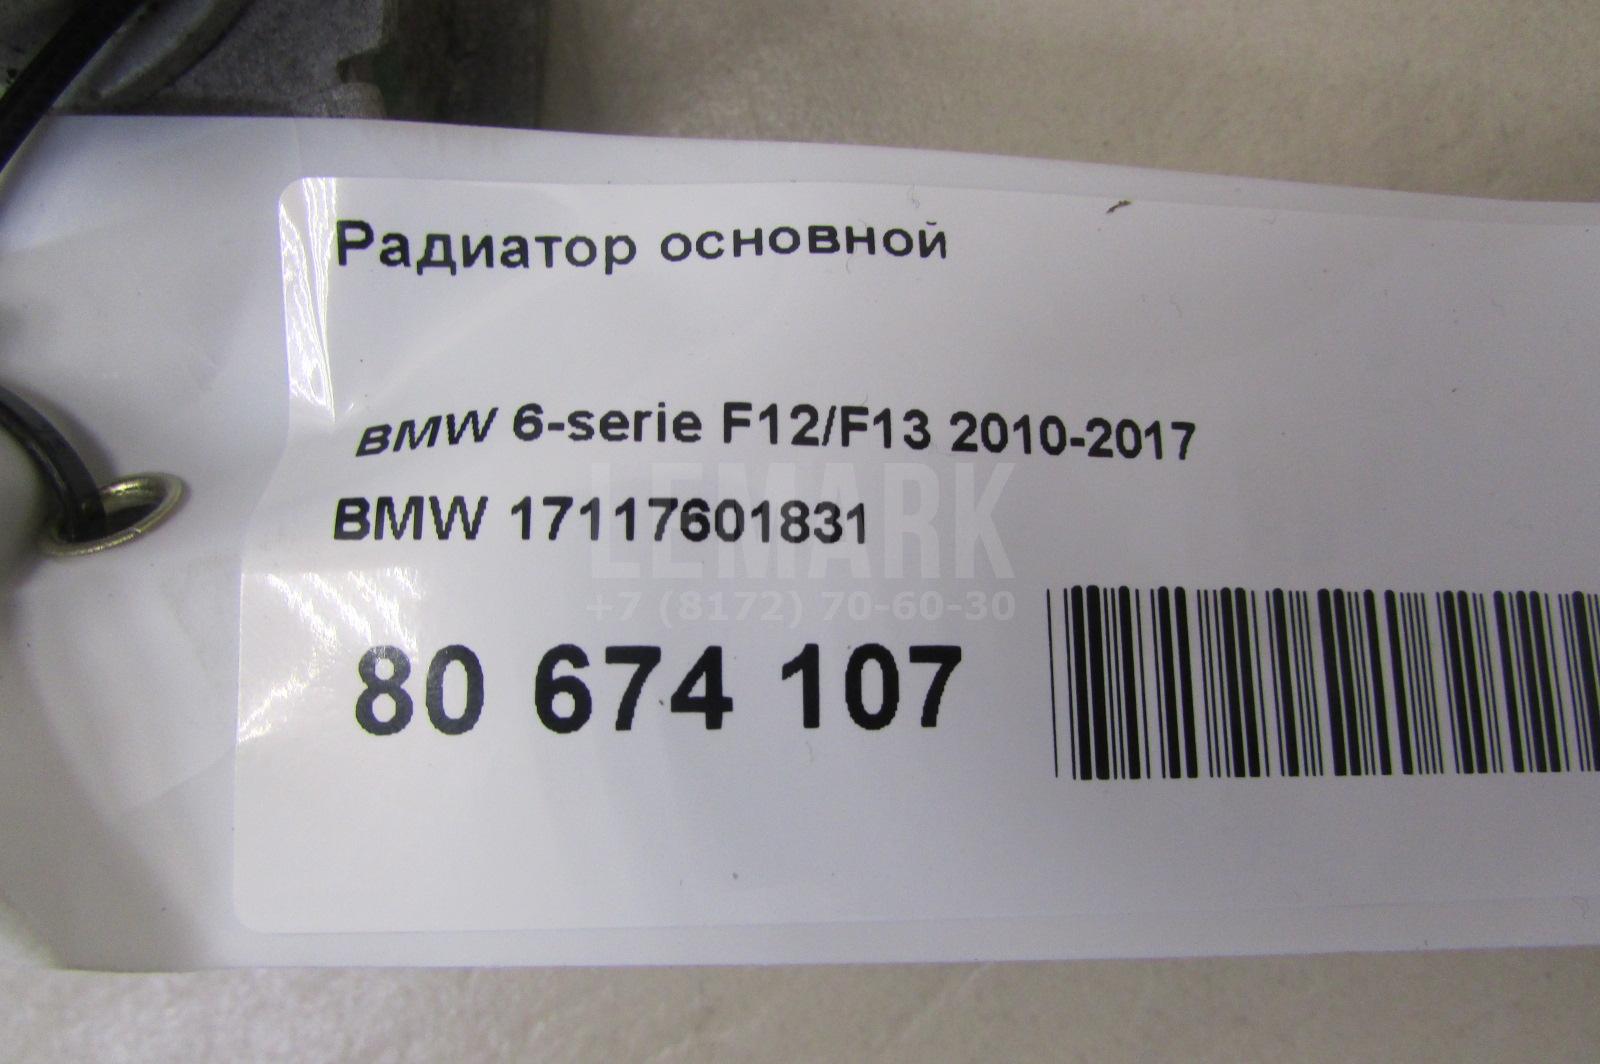 Радиатор основной
BMW 6-serie F12/F13 2010-2017
BMW 17117601831
LEMARK
+7 (8172) 70-60-30
80 674 107